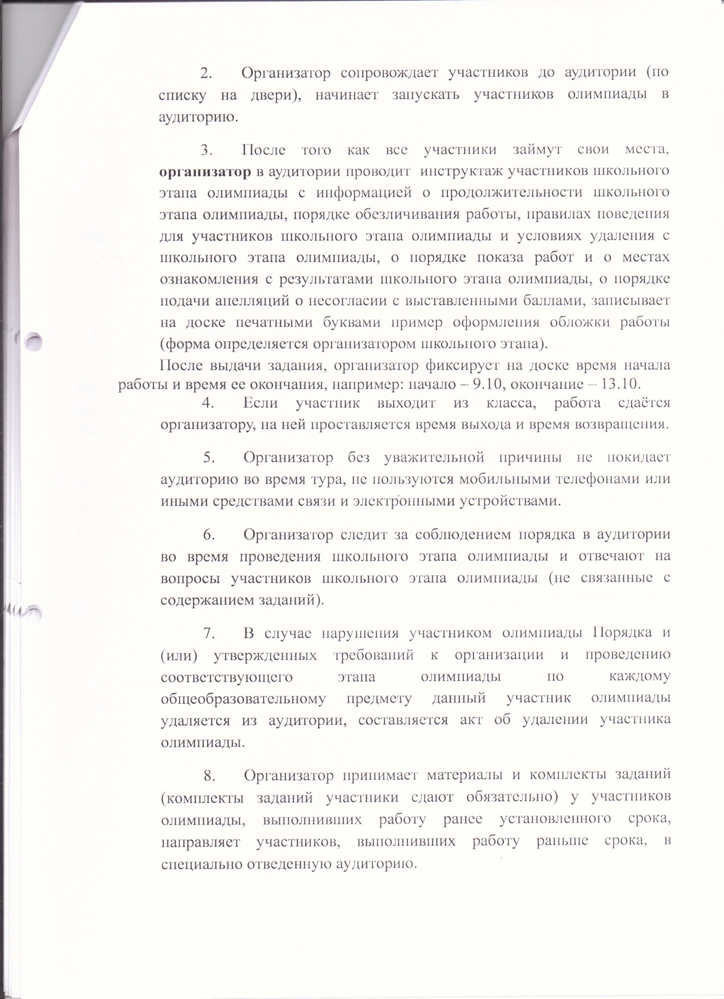 2. Организатор сопровождает участников до аудитории (по
списку на двери), начинает запускать участников олимпиады в
аудиторию.
3. После того как все участники займут свои места,
организатор в аудитории проводит инструктаж участников школьного
этапа олимпиады с информацией о продолжительности школьного
этапа олимпиады, порядке обезличивания работы, правилах поведения
для участников школьного этапа олимпиады и условиях удаления с
школьного этапа олимпиады, о порядке показа работ и о местах
ознакомления с результатами школьного этапа олимпиады, о порядке
подачи апелляций о несогласии с выставленными баллами, записывает
на доске печатными буквами пример оформления обложки работы
(форма определяется организатором школьного этапа).
После выдачи задания, организатор фиксирует на доске время начала
работы и время ее окончания, например: начало – 9.10, окончание – 13.10.
4. Если участник выходит из класса, работа сдаётся
организатору, на ней проставляется время выхода и время возвращения.
5. Организатор без уважительной причины не покидает
аудиторию во время тура, не пользуются мобильными телефонами или
иными средствами связи и электронными устройствами.
6. Организатор следит за соблюдением порядка в аудитории
во время проведения школьного этапа олимпиады и отвечают на
вопросы участников школьного этапа олимпиады (не связанные с
содержанием заданий).
7. В случае нарушения участником олимпиады Порядка и
(или) утвержденных требований к организации и проведению
соответствующего этапа олимпиады по каждому
общеобразовательному предмету данный участник олимпиады
удаляется из аудитории, составляется акт об удалении участника
олимпиады.
8. Организатор принимает материалы и комплекты заданий
(комплекты заданий участники сдают обязательно) у участников
олимпиады, выполнивших работу ранее установленного срока,
направляет участников, выполнивших работу раньше срока, в
специально отведенную аудиторию.